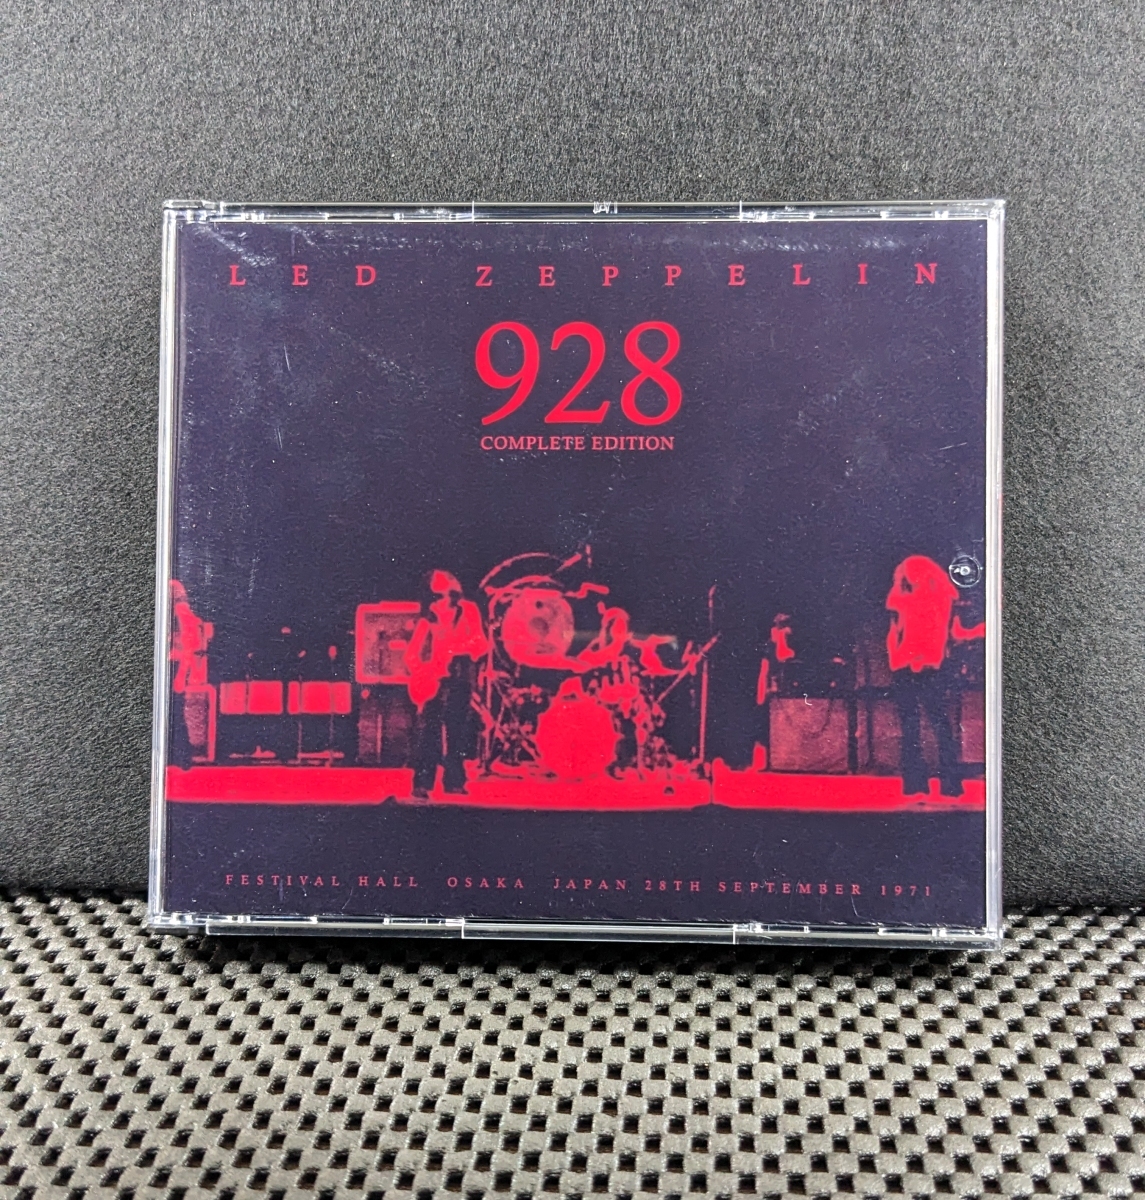 LED ZEPPELIN
928
COMPLETE EDITION
FESTIVAL HALL OSAKA JAPAN 28TH SEPTEMBER 1971